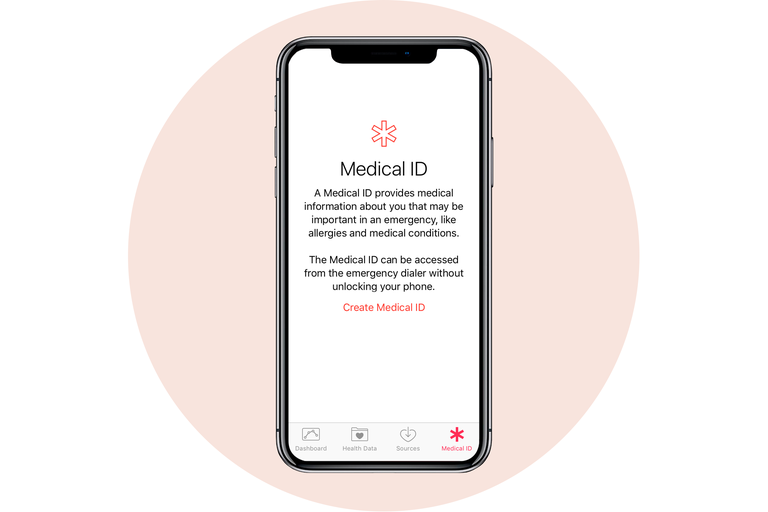 Medical ID
A Medical ID provides medical
information about you that may be
important in an emergency, like
allergies and medical conditions.
The Medical ID can be accessed
from the emergency dialer without
unlocking your phone.
Create Medical ID
Dashboard
Health Data
Sources
Medical ID